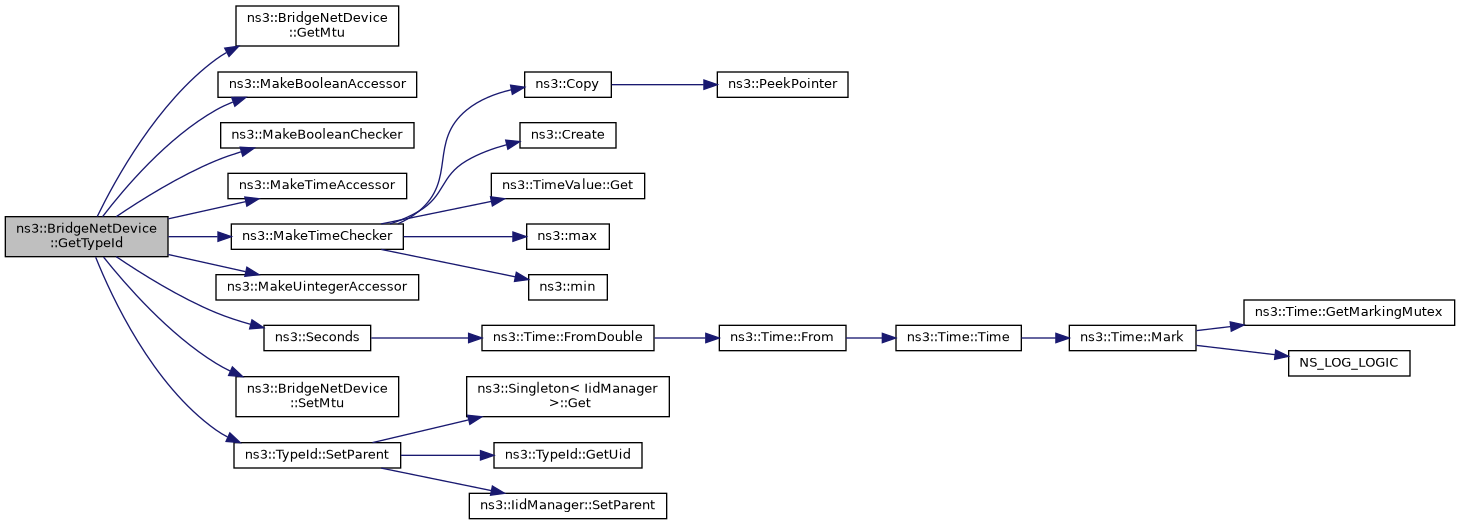 ns3::BridgeNetDevice
::GetTypeId
ns3::BridgeNetDevice
::GetMtu
ns3::MakeBooleanAccessor
ns3::MakeBooleanChecker
ns3::MakeTimeAccessor
ns3::MakeTimeChecker
ns3::Copy
ns3::PeekPointer
ns3::Create
ns3::TimeValue::Get
ns3::max
ns3::min
ns3::MakeUintegerAccessor
ns3::Seconds
ns3::Time::FromDouble
ns3::Time::From
ns3::Time::Time
ns3::Time::Mark
ns3::Time::GetMarkingMutex
NS_LOG_LOGIC
ns3::BridgeNetDevice
::SetMtu
ns3::TypeId::SetParent
ns3::Singleton< IidManager
>::Get
ns3::TypeId::GetUid
ns3::IidManager::SetParent